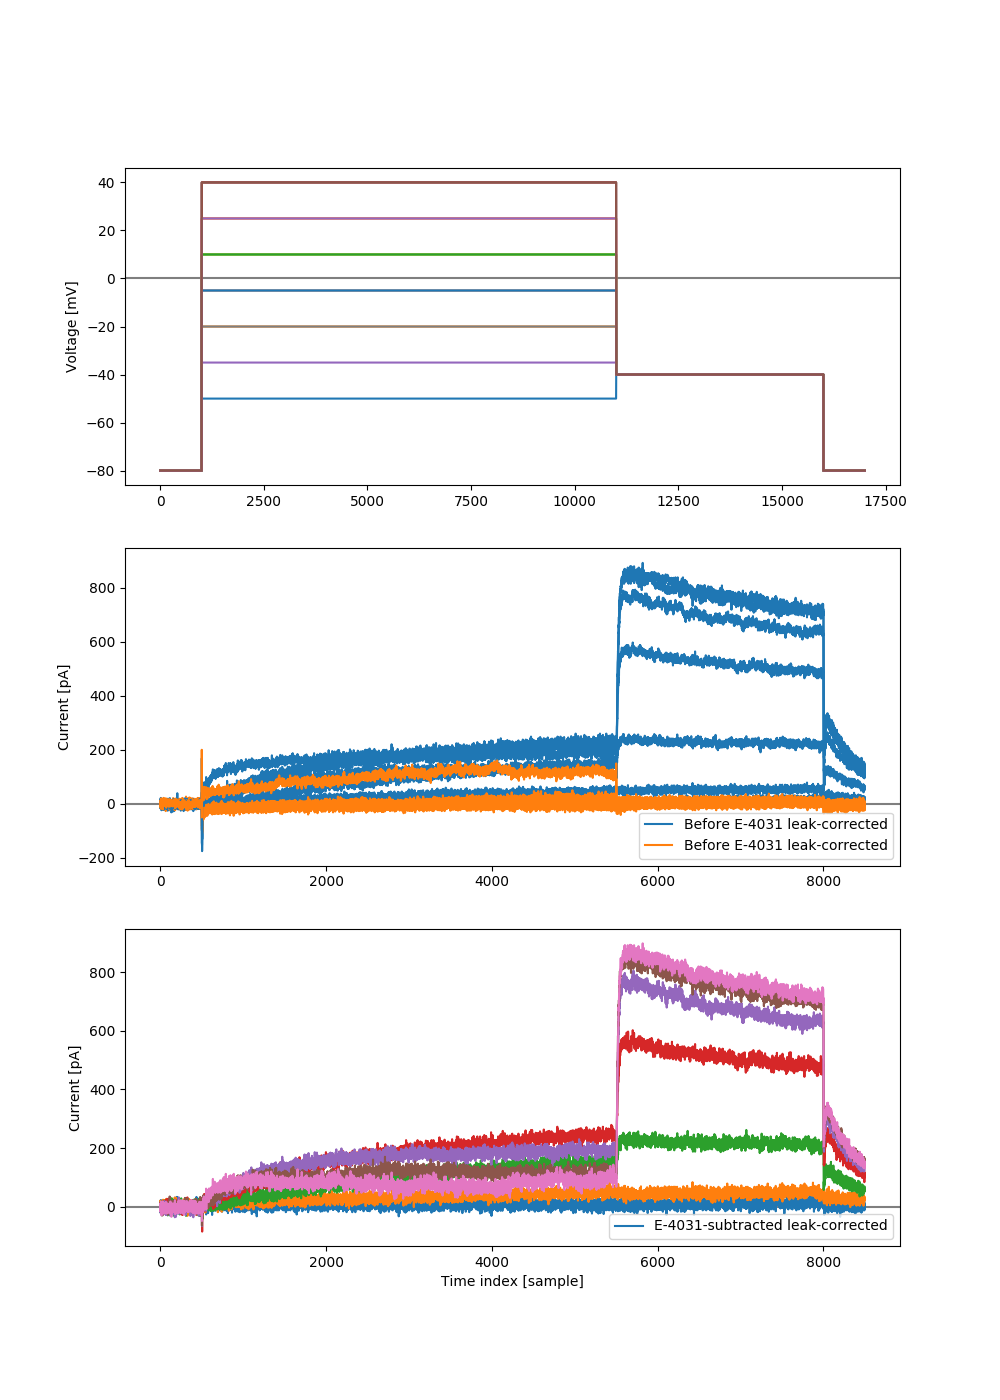 40
20
0
−20
−40
−60
−80
Voltage [mV]
0 2500 5000 7500 10000 12500 15000 17500
800
600
400
200
0
−200
Current [pA]
Before E-4031 leak-corrected
Before E-4031 leak-corrected
0 2000 4000 6000 8000
800
600
400
200
0
Current [pA]
E-4031-subtracted leak-corrected
0 2000 4000 6000 8000
Time index [sample]